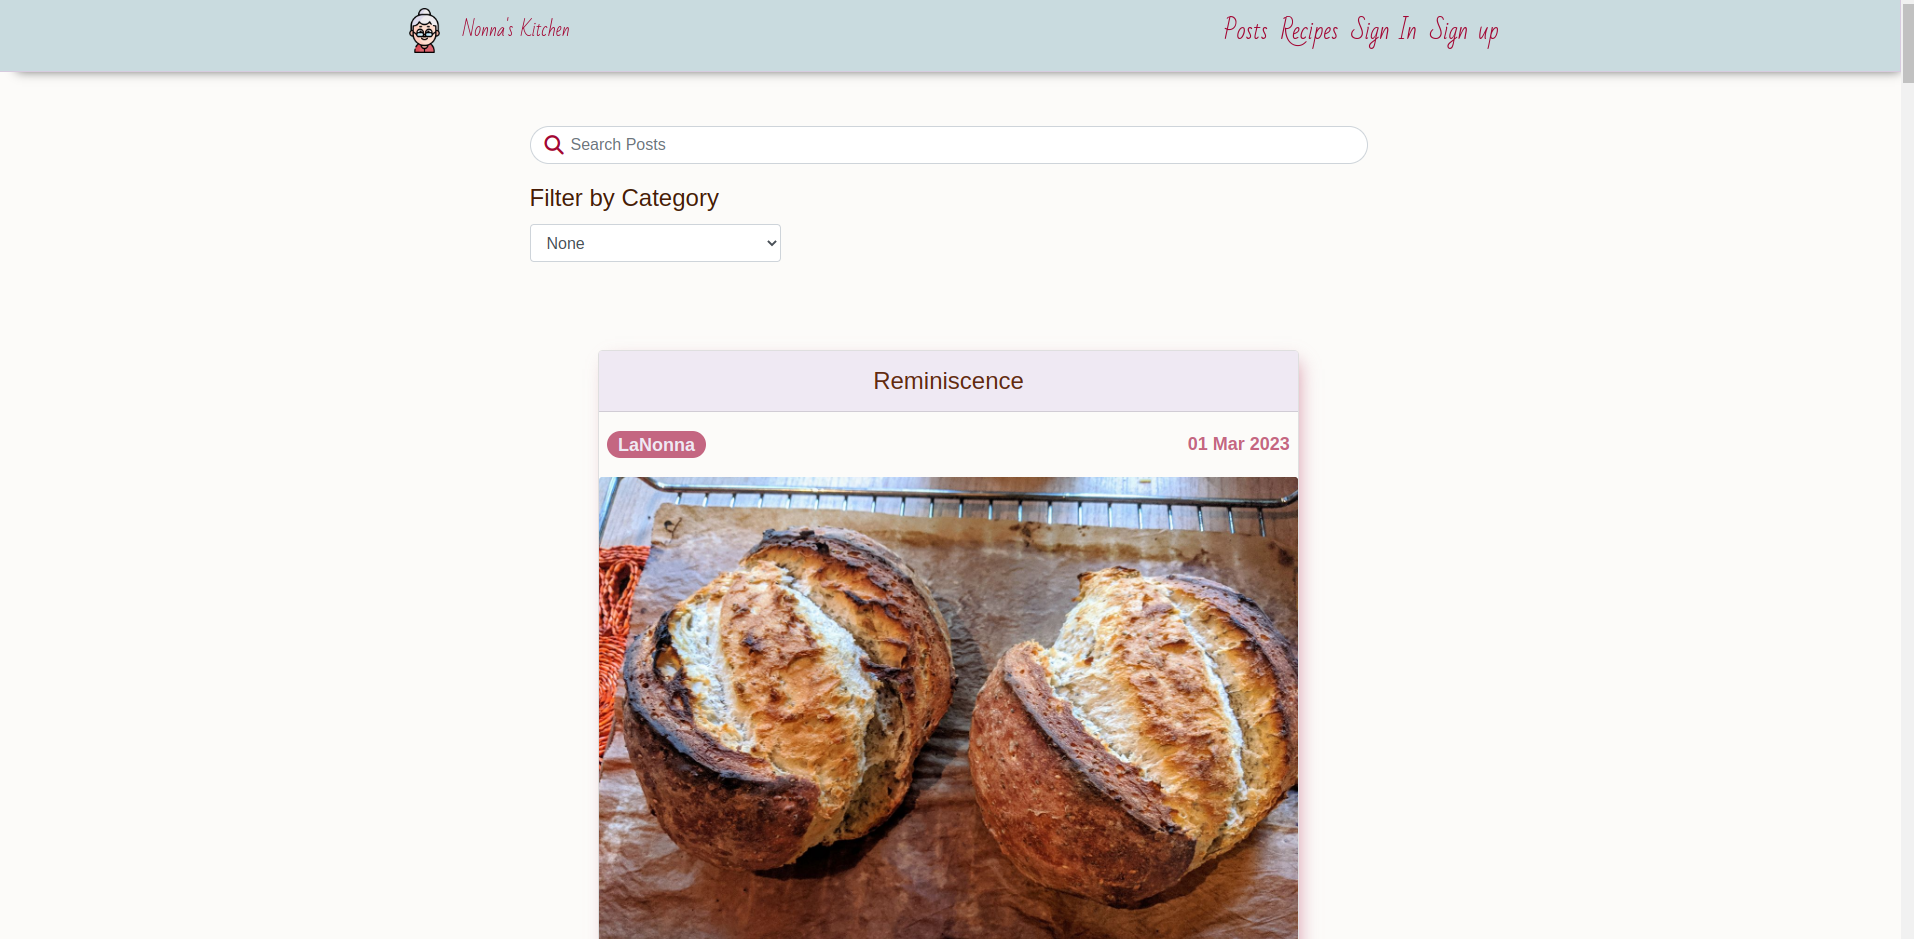 Nonna's Kitchen
Posts Recipes Sign In Sign up
Search Posts
Filter by Category
None
Reminiscence
LaNonna 01 Mar 2023